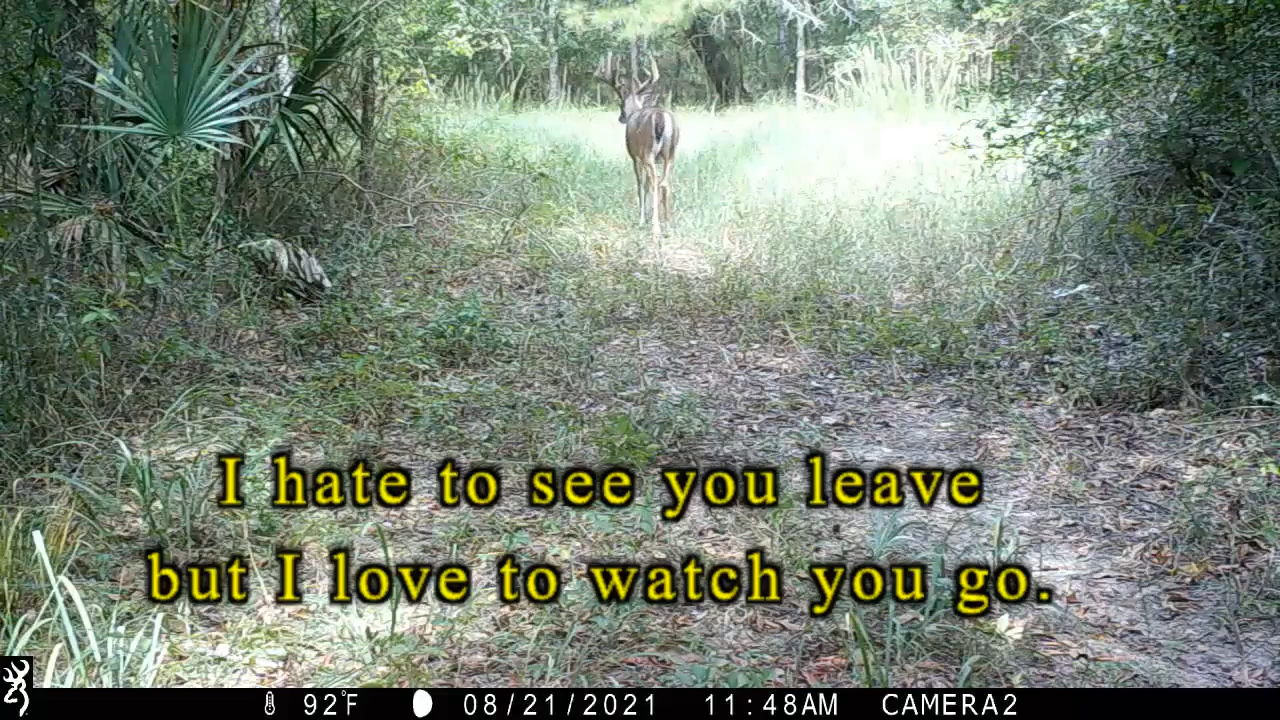 I hate to see you leave
but I love to watch you go.
92°F 08/21/2021 11:48AM CAMERA2